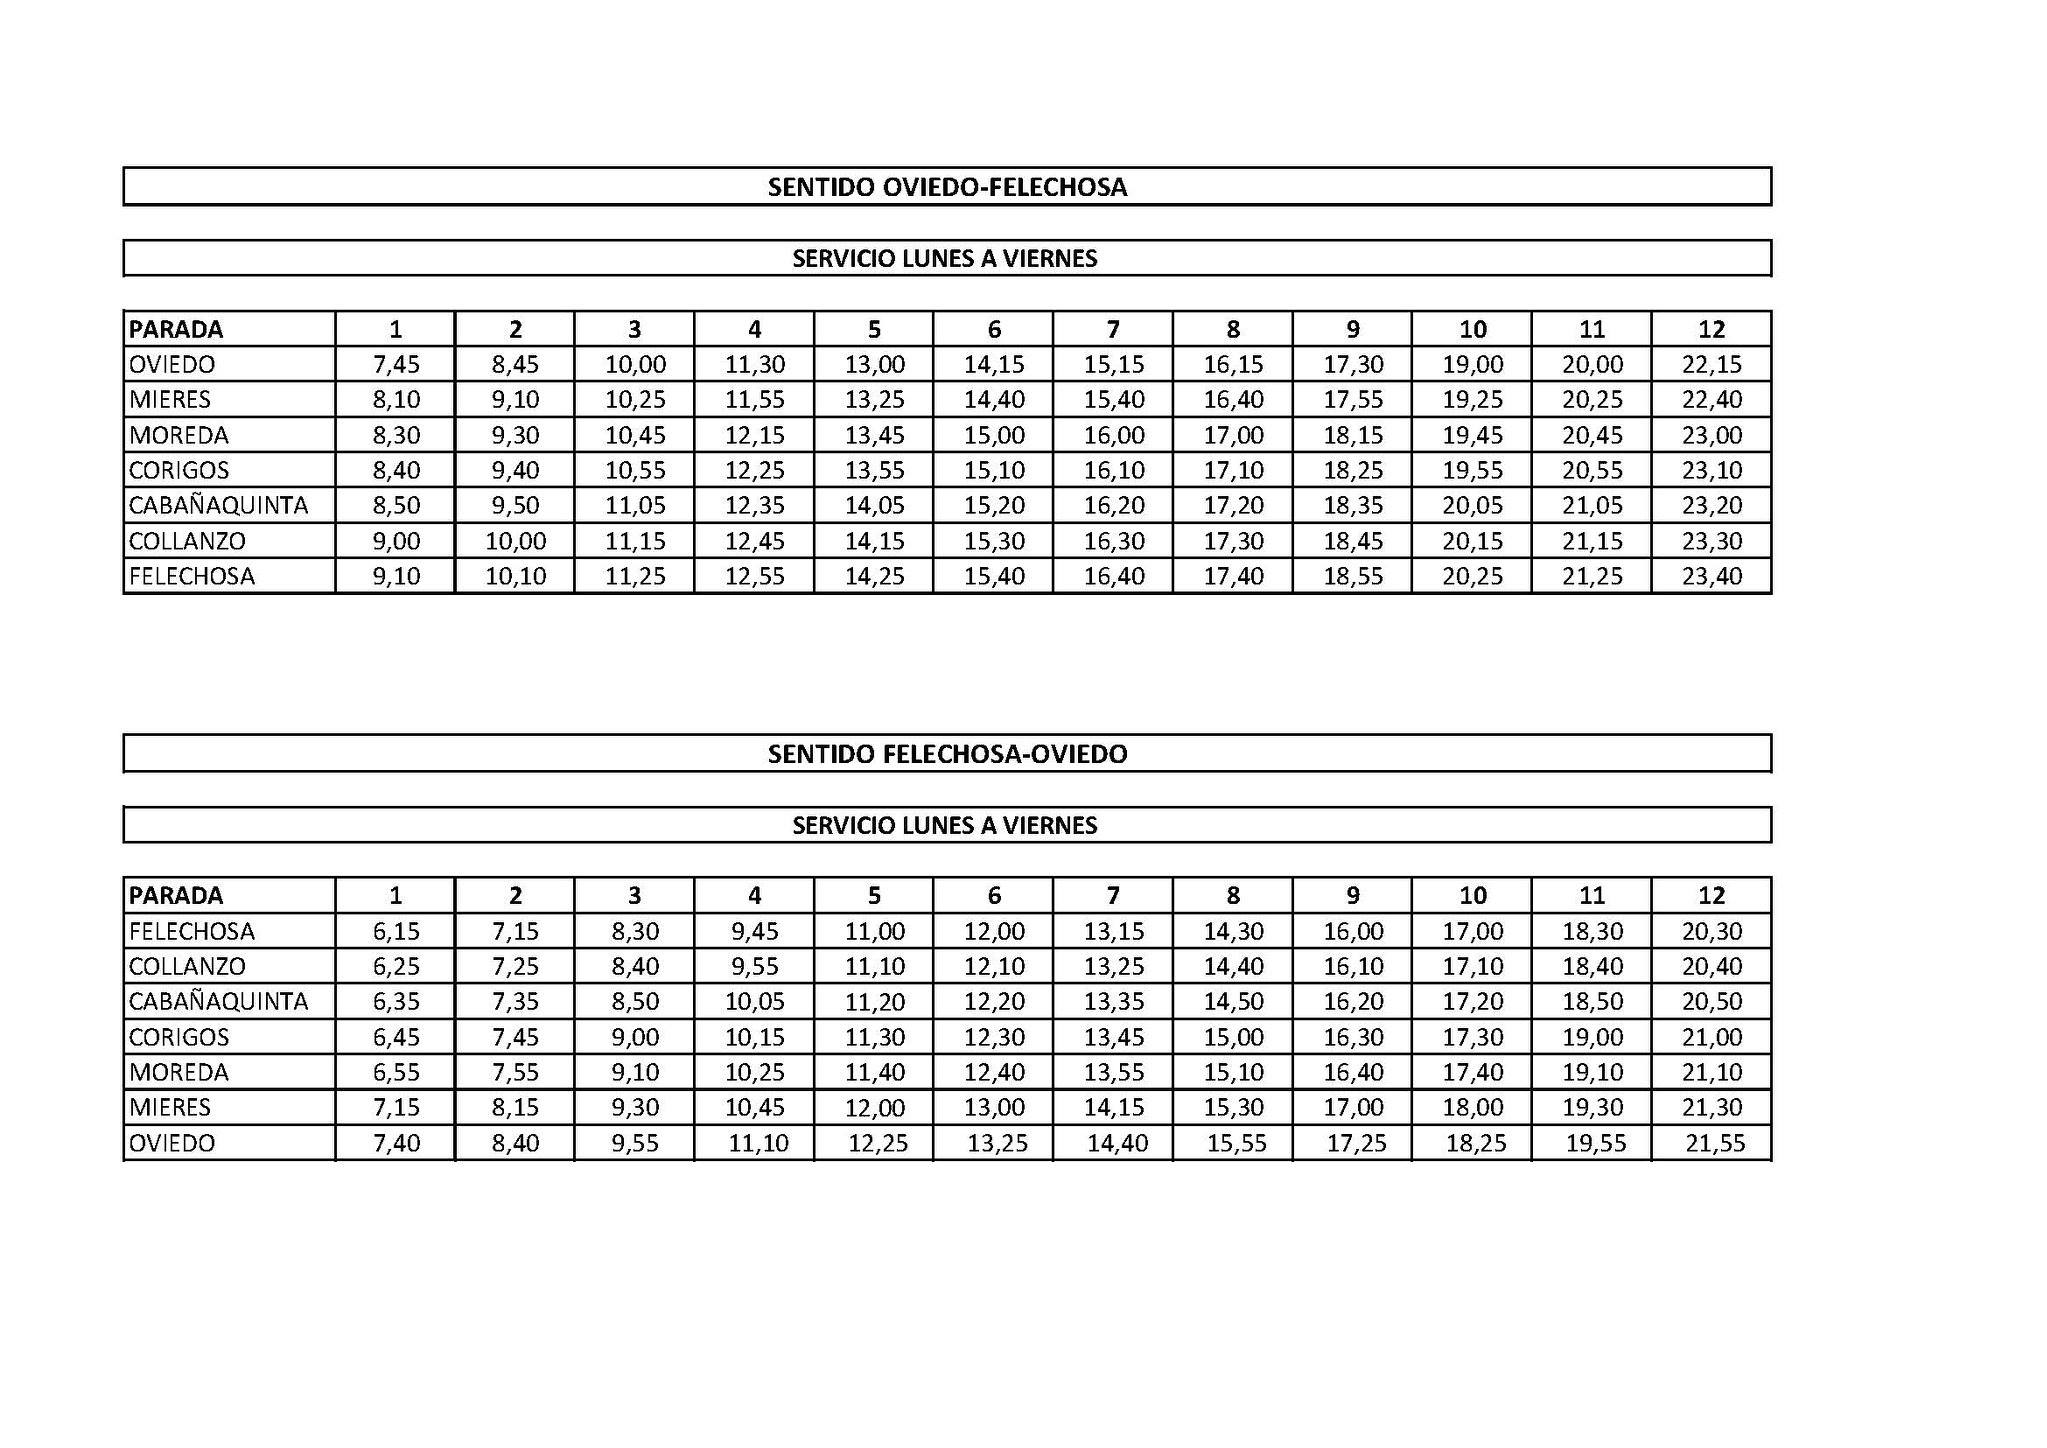 SENTIDO OVIEDO-FELECHOSA
SERVICIO LUNES A VIERNES
PARADA 1 2 3 4 5 6 7 8 9 10 11 12
OVIEDO 7,45 8,45 10,00 11,30 13,00 14,15 15,15 16,15 17,30 19,00 20,00 22,15
MIERES 8,10 9,10 10,25 11,55 13,25 14,40 15,40 16,40 17,55 19,25 20,25 22,40
MOREDA 8,30 9,30 10,45 12,15 13,45 15,00 16,00 17,00 18,15 19,45 20,45 23,00
CORIGOS 8,40 9,40 10,55 12,25 13,55 15,10 16,10 17,10 18,25 19,55 20,55 23,10
CABAÑAQUINTA 8,50 9,50 11,05 12,35 14,05 15,20 16,20 17,20 18,35 20,05 21,05 23,20
COLLANZO 9,00 10,00 11,15 12,45 14,15 15,30 16,30 17,30 18,45 20,15 21,15 23,30
FELECHOSA 9,10 10,10 11,25 12,55 14,25 15,40 16,40 17,40 18,55 20,25 21,25 23,40
SENTIDO FELECHOSA-OVIEDO
SERVICIO LUNES A VIERNES
PARADA 1 2 3 4 5 6 7 8 9 10 11 12
FELECHOSA 6,15 7,15 8,30 9,45 11,00 12,00 13,15 14,30 16,00 17,00 18,30 20,30
COLLANZO 6,25 7,25 8,40 9,55 11,10 12,10 13,25 14,40 16,10 17,10 18,40 20,40
CABAÑAQUINTA 6,35 7,35 8,50 10,05 11,20 12,20 13,35 14,50 16,20 17,20 18,50 20,50
CORIGOS 6,45 7,45 9,00 10,15 11,30 12,30 13,45 15,00 16,30 17,30 19,00 21,00
MOREDA 6,55 7,55 9,10 10,25 11,40 12,40 13,55 15,10 16,40 17,40 19,10 21,10
MIERES 7,15 8,15 9,30 10,45 12,00 13,00 14,15 15,30 17,00 18,00 19,30 21,30
OVIEDO 7,40 8,40 9,55 11,10 12,25 13,25 14,40 15,55 17,25 18,25 19,55 21,55